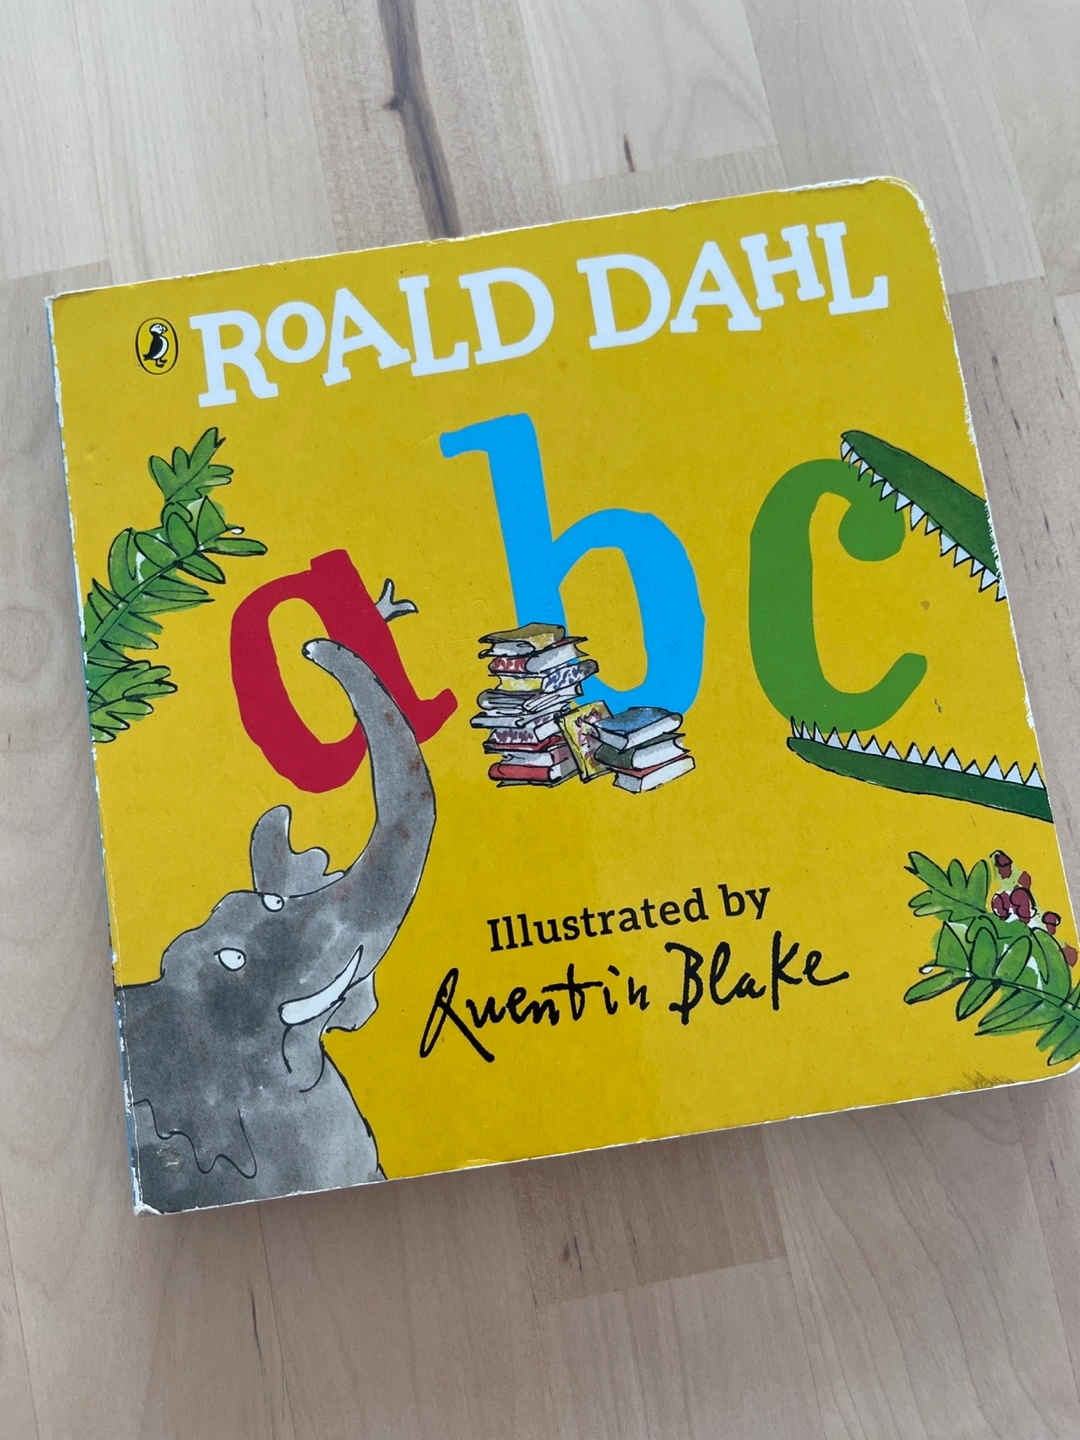 ROALD DAHL
abc
Illustrated by
Quentin Blake